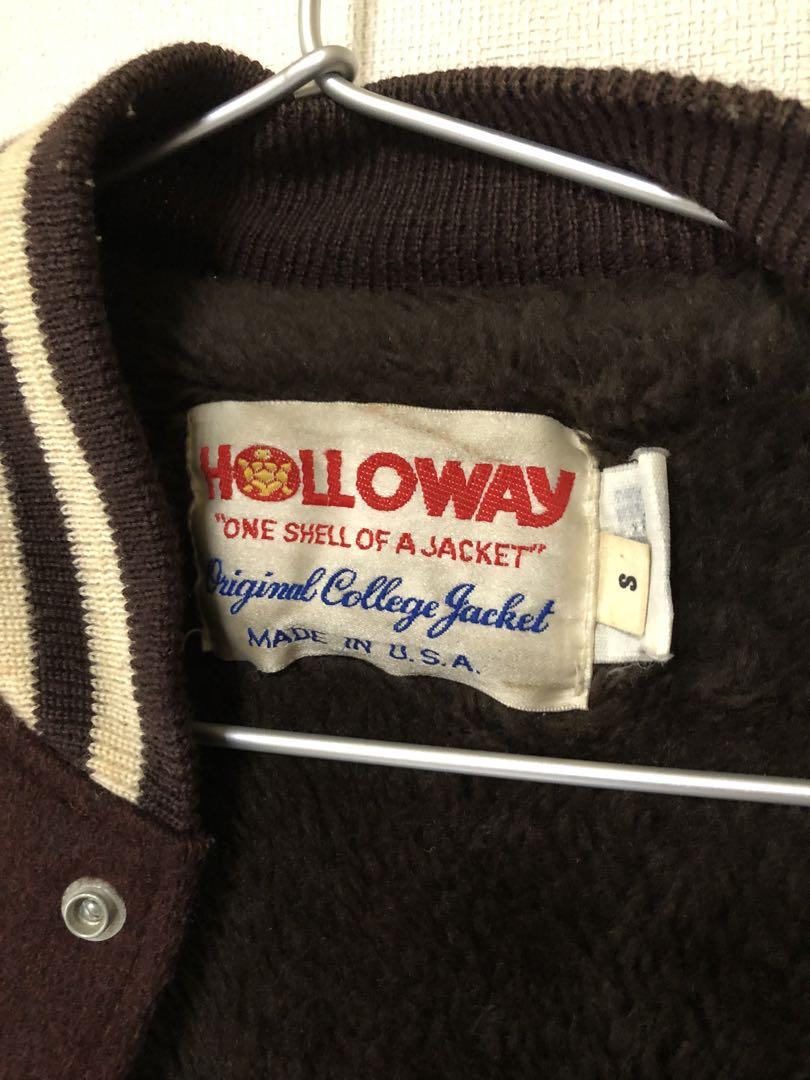 HOLLOWAY
"ONE SHELL OF A JACKET"
Original College Jacket
MADE IN U.S.A.
S